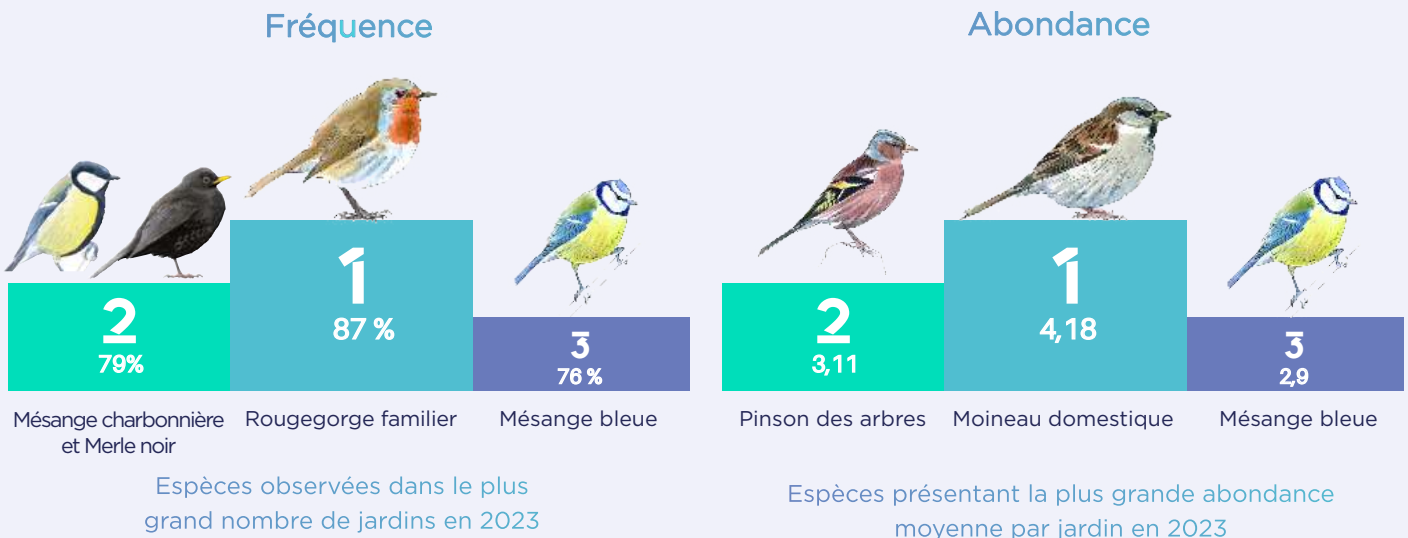 Fréquence
2
79%
1
87 %
3
76 %
Mésange charbonnière
et Merle noir
Rougegorge familier
Mésange bleue
Espèces observées dans le plus
grand nombre de jardins en 2023
Abondance
2
3,11
1
4,18
3
2,9
Pinson des arbres
Moineau domestique
Mésange bleue
Espèces présentant la plus grande abondance
moyenne par jardin en 2023